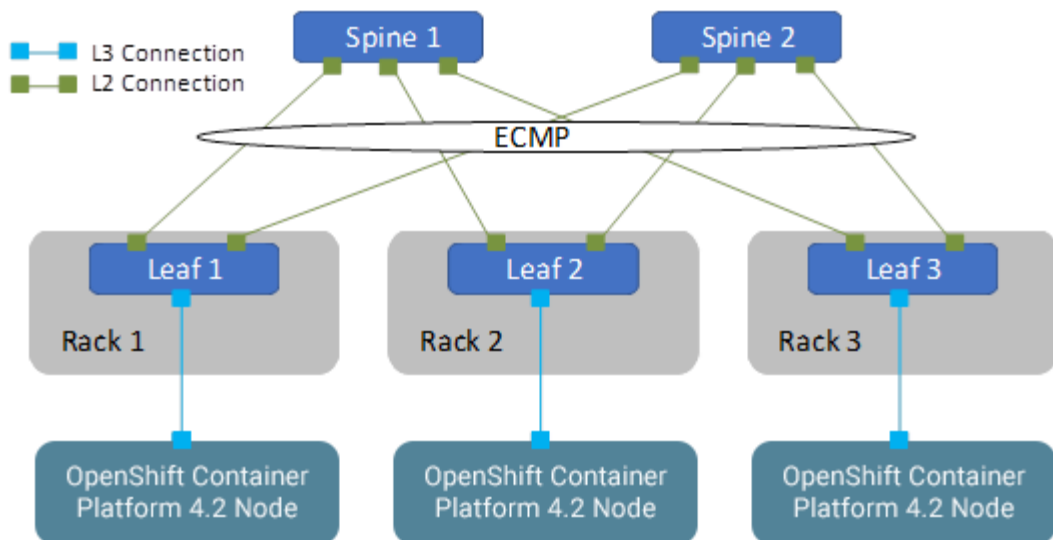 Spine 1
Spine 2
L3 Connection
L2 Connection
ECMP
Leaf 1
Leaf 2
Leaf 3
Rack 1
Rack 2
Rack 3
OpenShift Container
Platform 4.2 Node
OpenShift Container
Platform 4.2 Node
OpenShift Container
Platform 4.2 Node